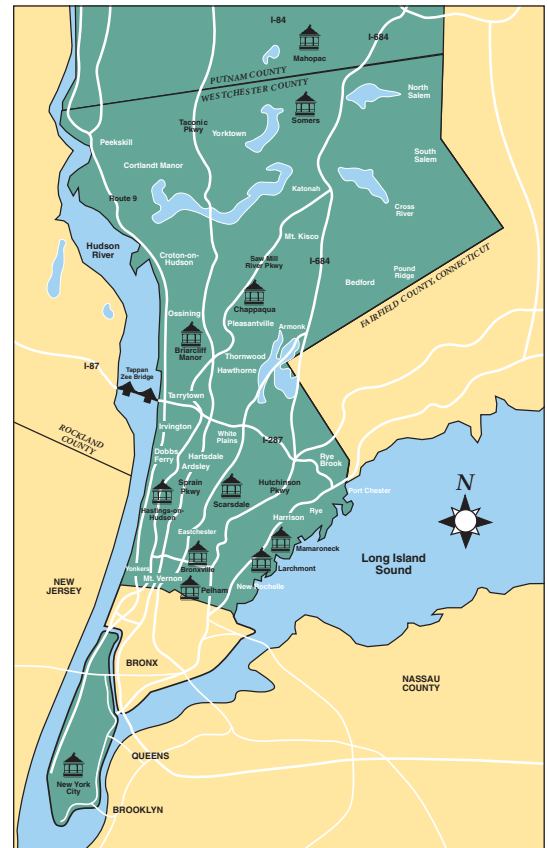 I-84
I-684
Mahopac
PUTNAM COUNTY
WESTCHESTER COUNTY
North
Salem
Somers
Taconic
Pkwy
Yorktown
Peekskill
South
Salem
Cortlandt Manor
Katonah
Route 9
Cross
River
Mt. Kisco
Hudson
River
Croton-on-
Hudson
Saw Mill
River Pkwy
I-684
Pound
Ridge
Bedford
FAIRFIELD COUNTY, CONNECTICUT
Chappaqua
Ossining
Pleasantville
Armonk
Briarcliff
Manor
Thornwood
Hawthorne
I-87
Tappan
Zee Bridge
Tarrytown
ROCKLAND
COUNTY
Irvington
White
Plains
I-287
Dobbs
Ferry
Hartsdale
Ardsley
Rye
Brook
Sprain
Pkwy
Hutchinson
Pkwy
Port Chester
Scarsdale
Hastings-on-
Hudson
Rye
Harrison
N
Eastchester
Mamaroneck
Long Island
Sound
Bronxville
Larchmont
Yonkers
Mt. Vernon
New Rochelle
Pelham
NEW
JERSEY
BRONX
NASSAU
COUNTY
QUEENS
New York
City
BROOKLYN